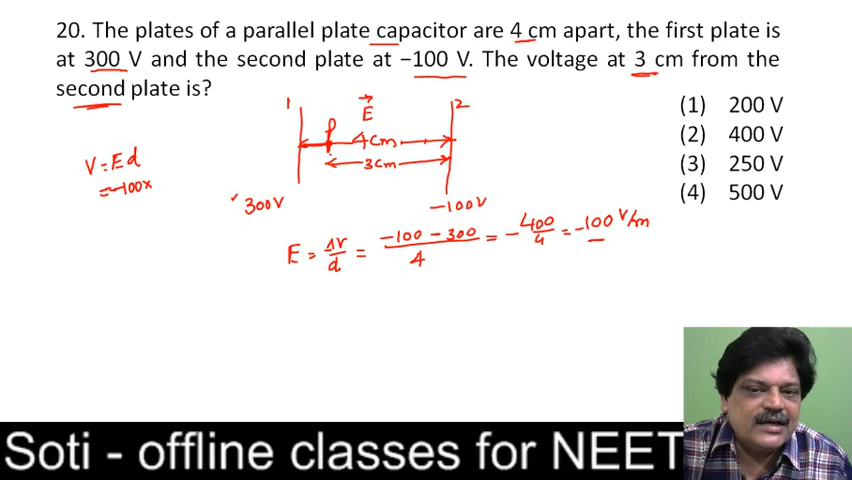 20. The plates of a parallel plate capacitor are 4 cm apart, the first plate is
at 300 V and the second plate at −100 V. The voltage at 3 cm from the
second plate is?
(1) 200 V
(2) 400 V
(3) 250 V
(4) 500 V
1
E
2
P
4cm
3cm
V=Ed
=-100x
300V
-100V
E = ΔV/d = -100-300/4 = -400/4 = -100 V/m
Soti - offline classes for NEET